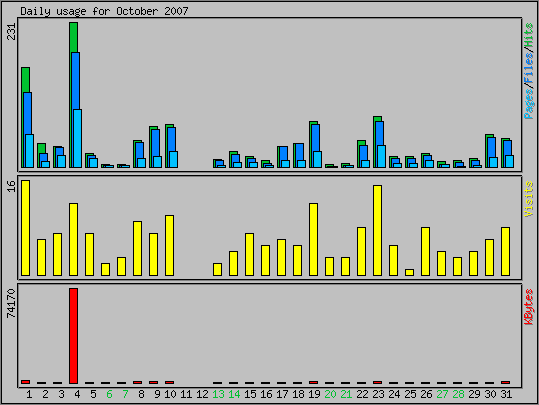 Daily usage for October 2007
231
Pages/Files/Hits
16
Visits
74170
KBytes
1 2 3 4 5 6 7 8 9 10 11 12 13 14 15 16 17 18 19 20 21 22 23 24 25 26 27 28 29 30 31